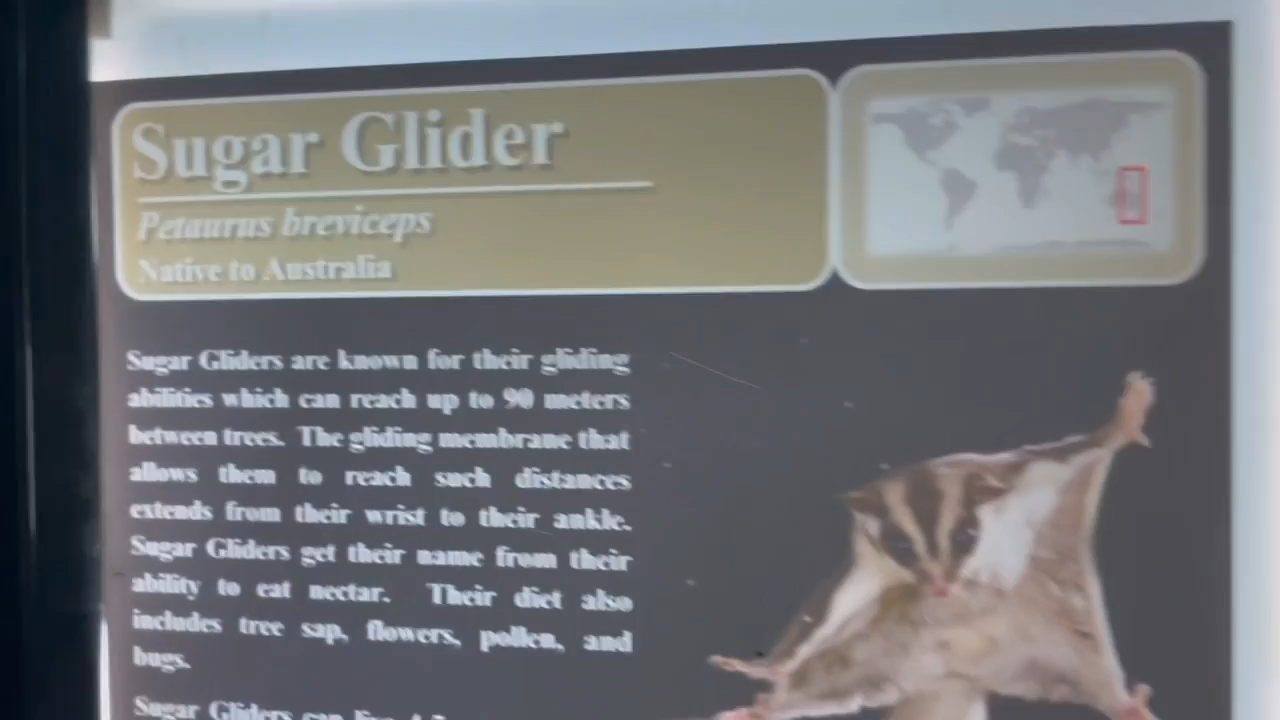 Sugar Glider
Petaurus breviceps
Native to Australia
Sugar Gliders are known for their gliding
abilities which can reach up to 90 meters
between trees. The gliding membrane that
allows them to reach such distances
extends from their wrist to their ankle.
Sugar Gliders get their name from their
ability to eat nectar. Their diet also
includes tree sap, flowers, pollen, and
bugs.
Sugar Gliders can live